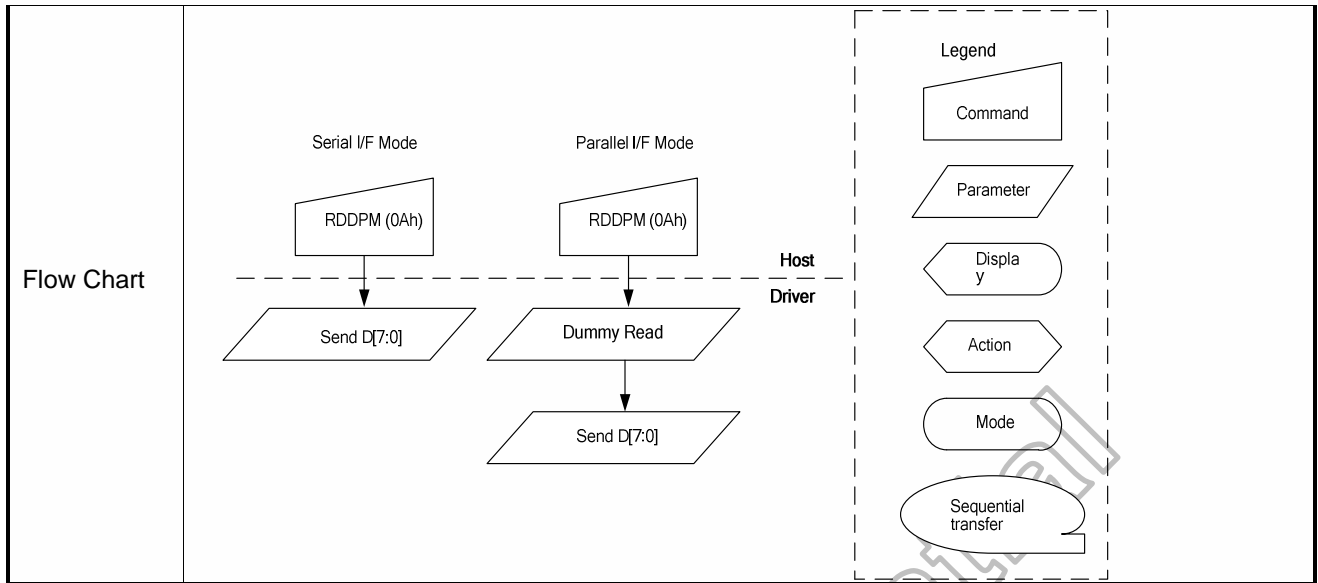 Flow Chart
Serial I/F Mode
Parallel I/F Mode
RDDPM (0Ah)
RDDPM (0Ah)
Host
Driver
Send D[7:0]
Dummy Read
Send D[7:0]
Legend
Command
Parameter
Displa
y
Action
Mode
Sequential
transfer